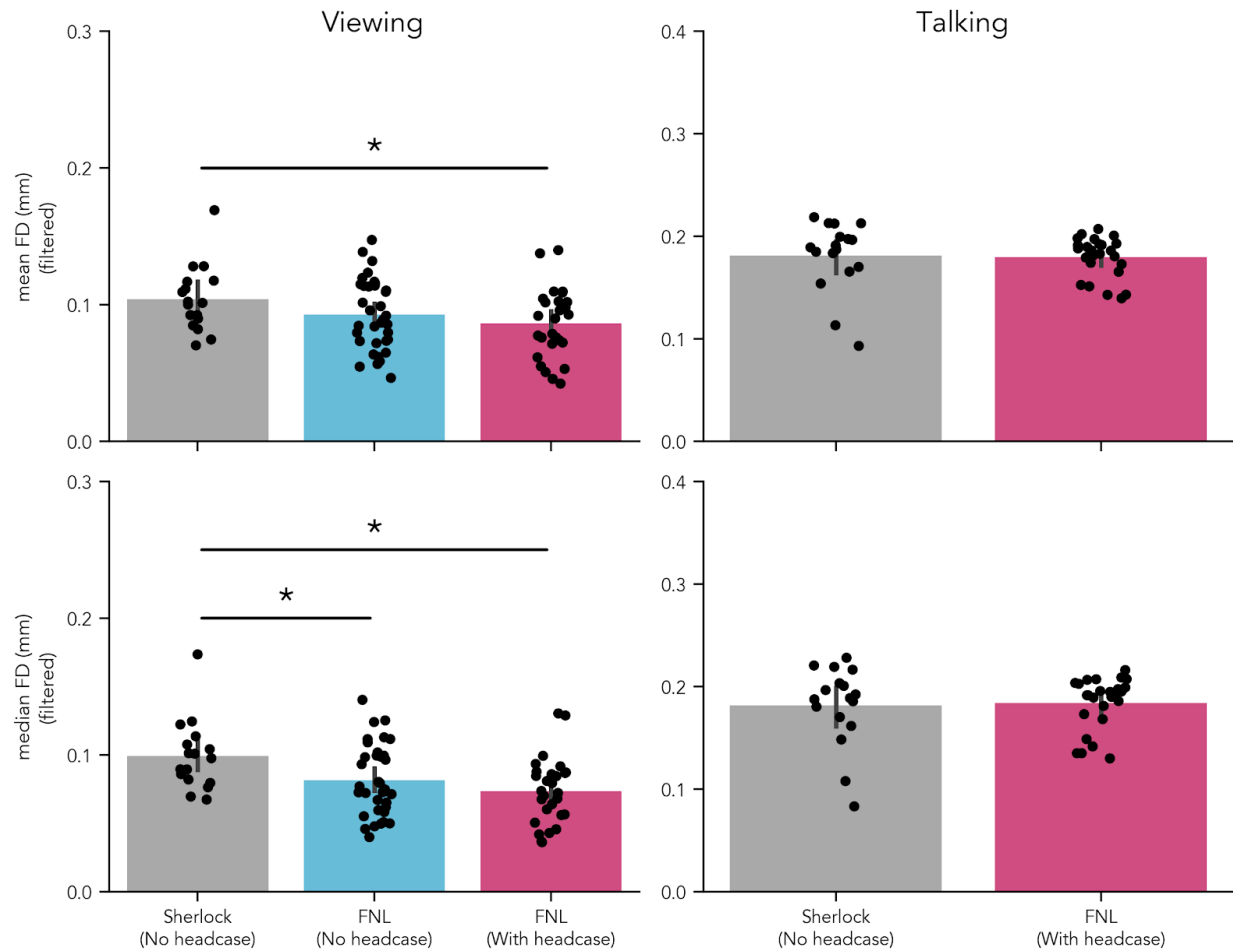 Viewing
Talking
mean FD (mm)
(filtered)
0.3
0.2
0.1
0.0
*
0.4
0.3
0.2
0.1
0.0
median FD (mm)
(filtered)
0.3
0.2
0.1
0.0
*
*
Sherlock
(No headcase)
FNL
(No headcase)
FNL
(With headcase)
0.4
0.3
0.2
0.1
0.0
Sherlock
(No headcase)
FNL
(With headcase)